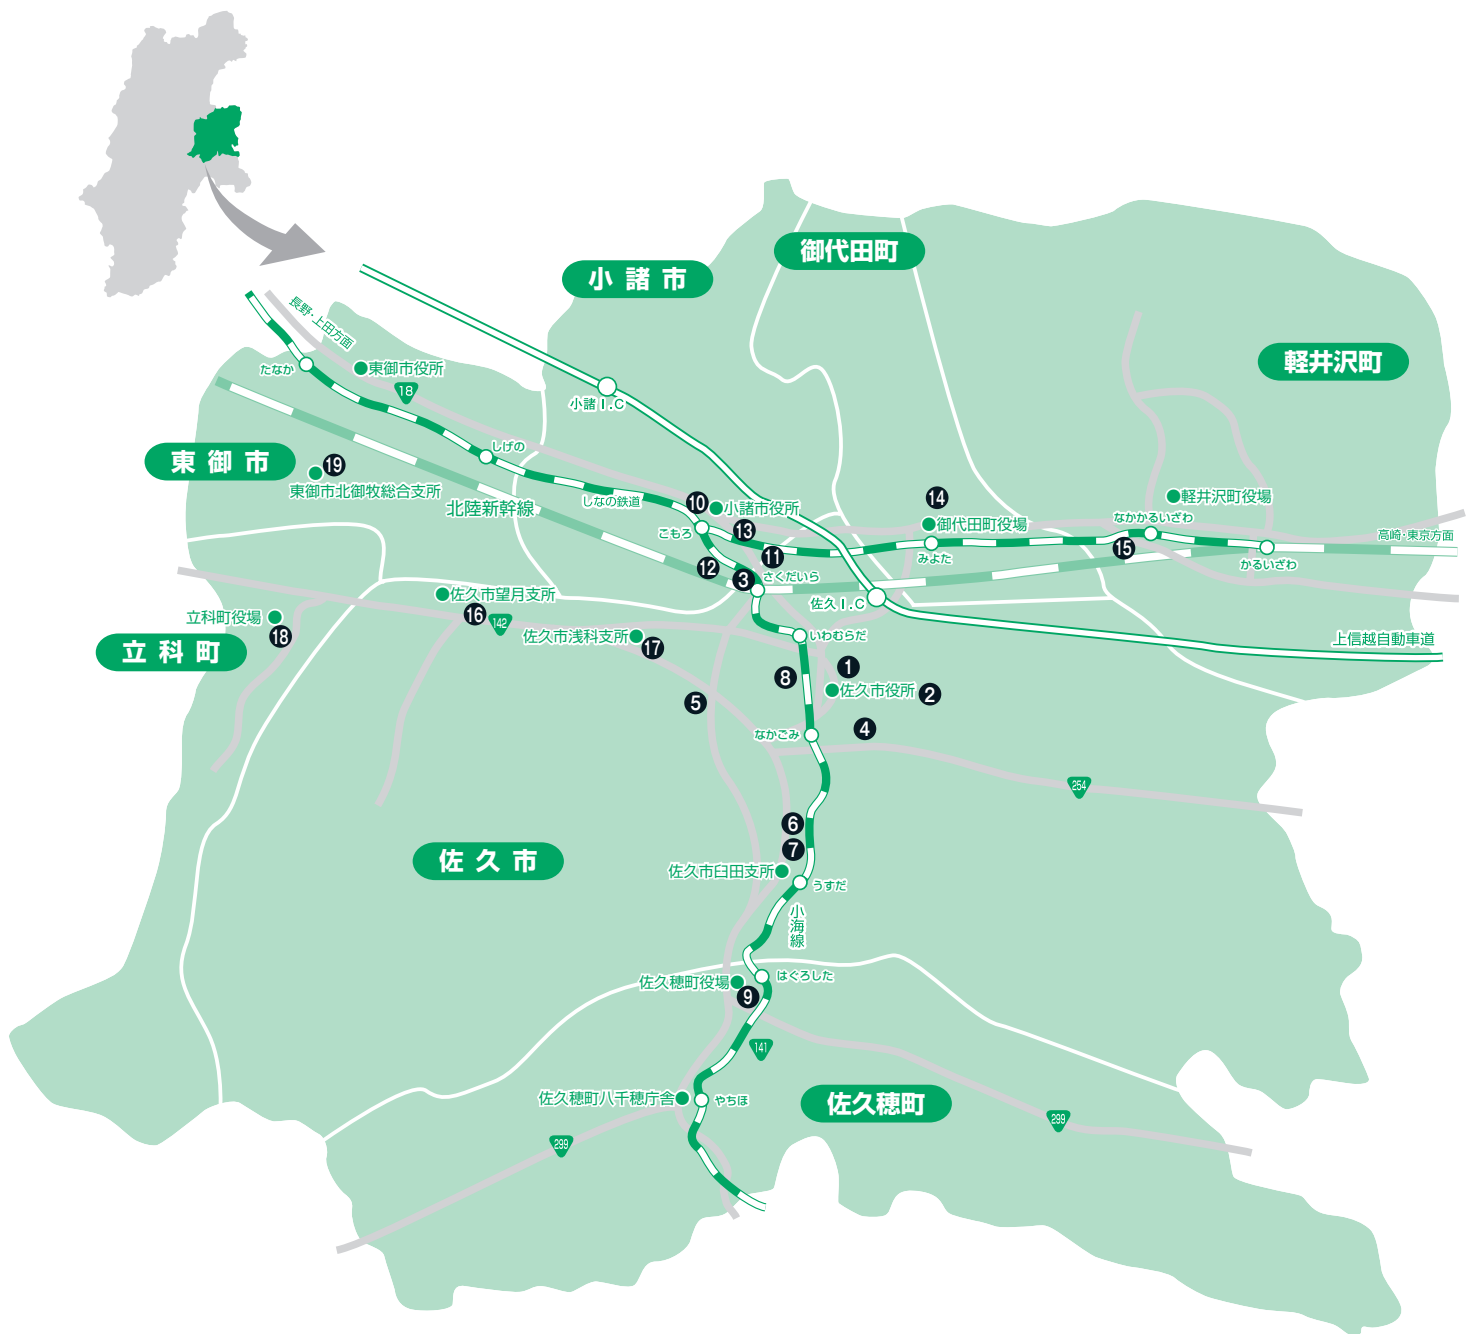 御代田町
小諸市
軽井沢町
長野・上田方面
たなか
東御市役所
18
小諸I.C
しげの
東御市
19
東御市北御牧総合支所
北陸新幹線
しなの鉄道
10
小諸市役所
こもろ
13
11
12
3
さくだいら
14
御代田町役場
みよた
軽井沢町役場
なかかるいざわ
15
かるいざわ
高崎・東京方面
佐久I.C
上信越自動車道
立科町役場
18
立科町
佐久市望月支所
16
142
佐久市浅科支所
17
いわむらだ
1
8
佐久市役所
2
5
なかごみ
4
254
6
7
佐久市
佐久市臼田支所
うすだ
小海線
はぐろした
佐久穂町役場
9
141
佐久穂町八千穂庁舎
やちほ
佐久穂町
299
299